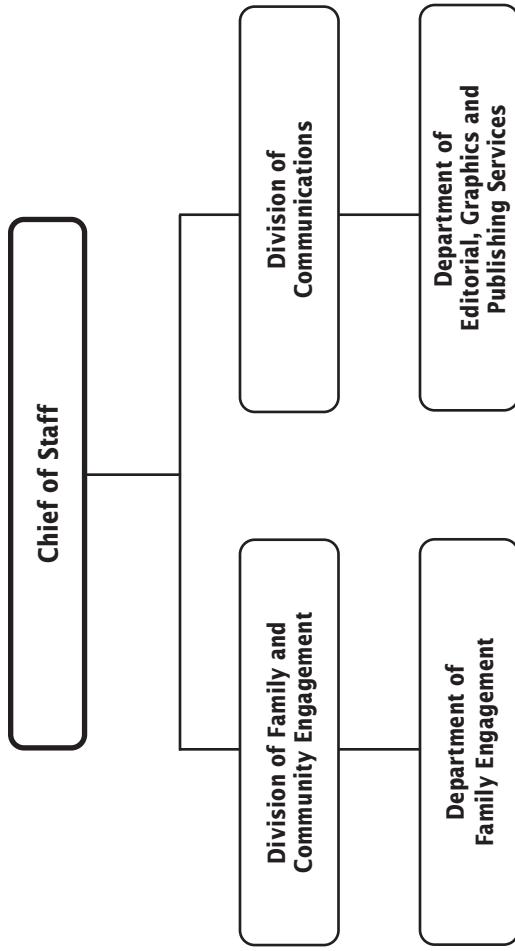 Chief of Staff
Division of Family and
Community Engagement
Division of
Communications
Department of
Family Engagement
Department of
Editorial, Graphics and
Publishing Services